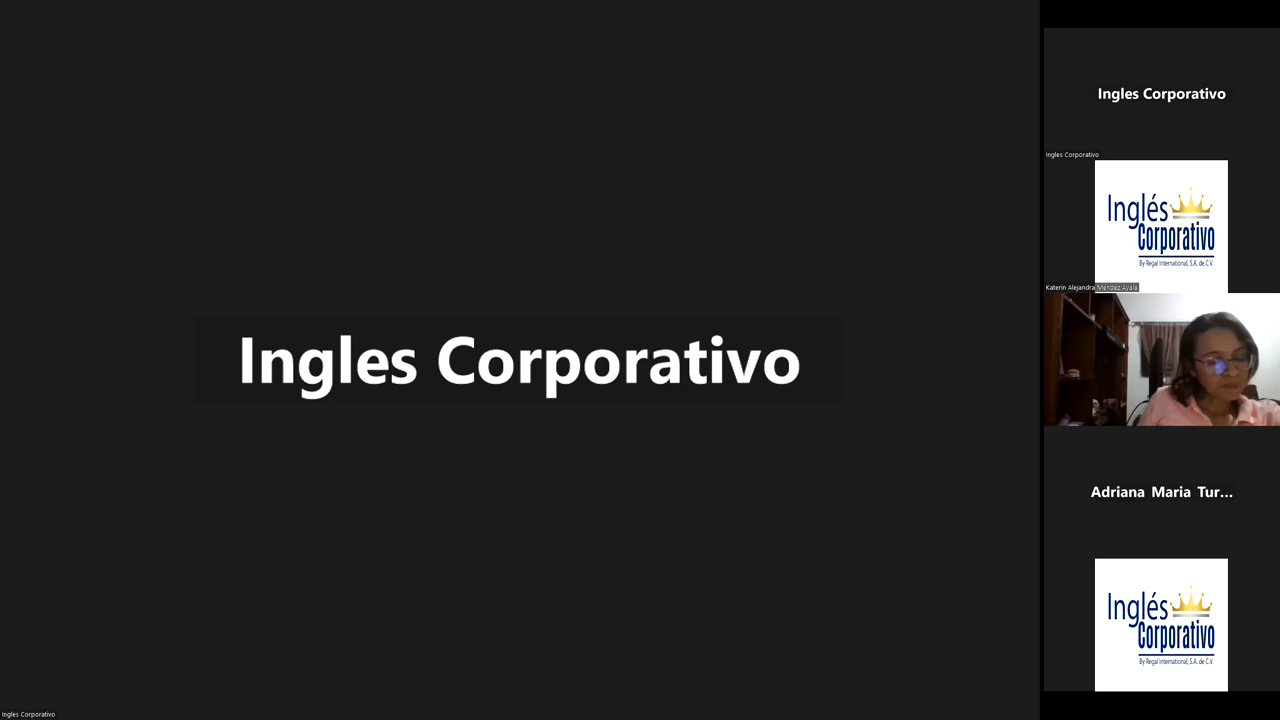 Ingles Corporativo
Ingles Corporativo
Ingles Corporativo
Ingles Corporativo
Inglés
Corporativo
By Regal International, S.A. de C.V.
Katerin Alejandra Mendez Ayala
Adriana Maria Tur...
Inglés
Corporativo
By Regal International, S.A. de C.V.